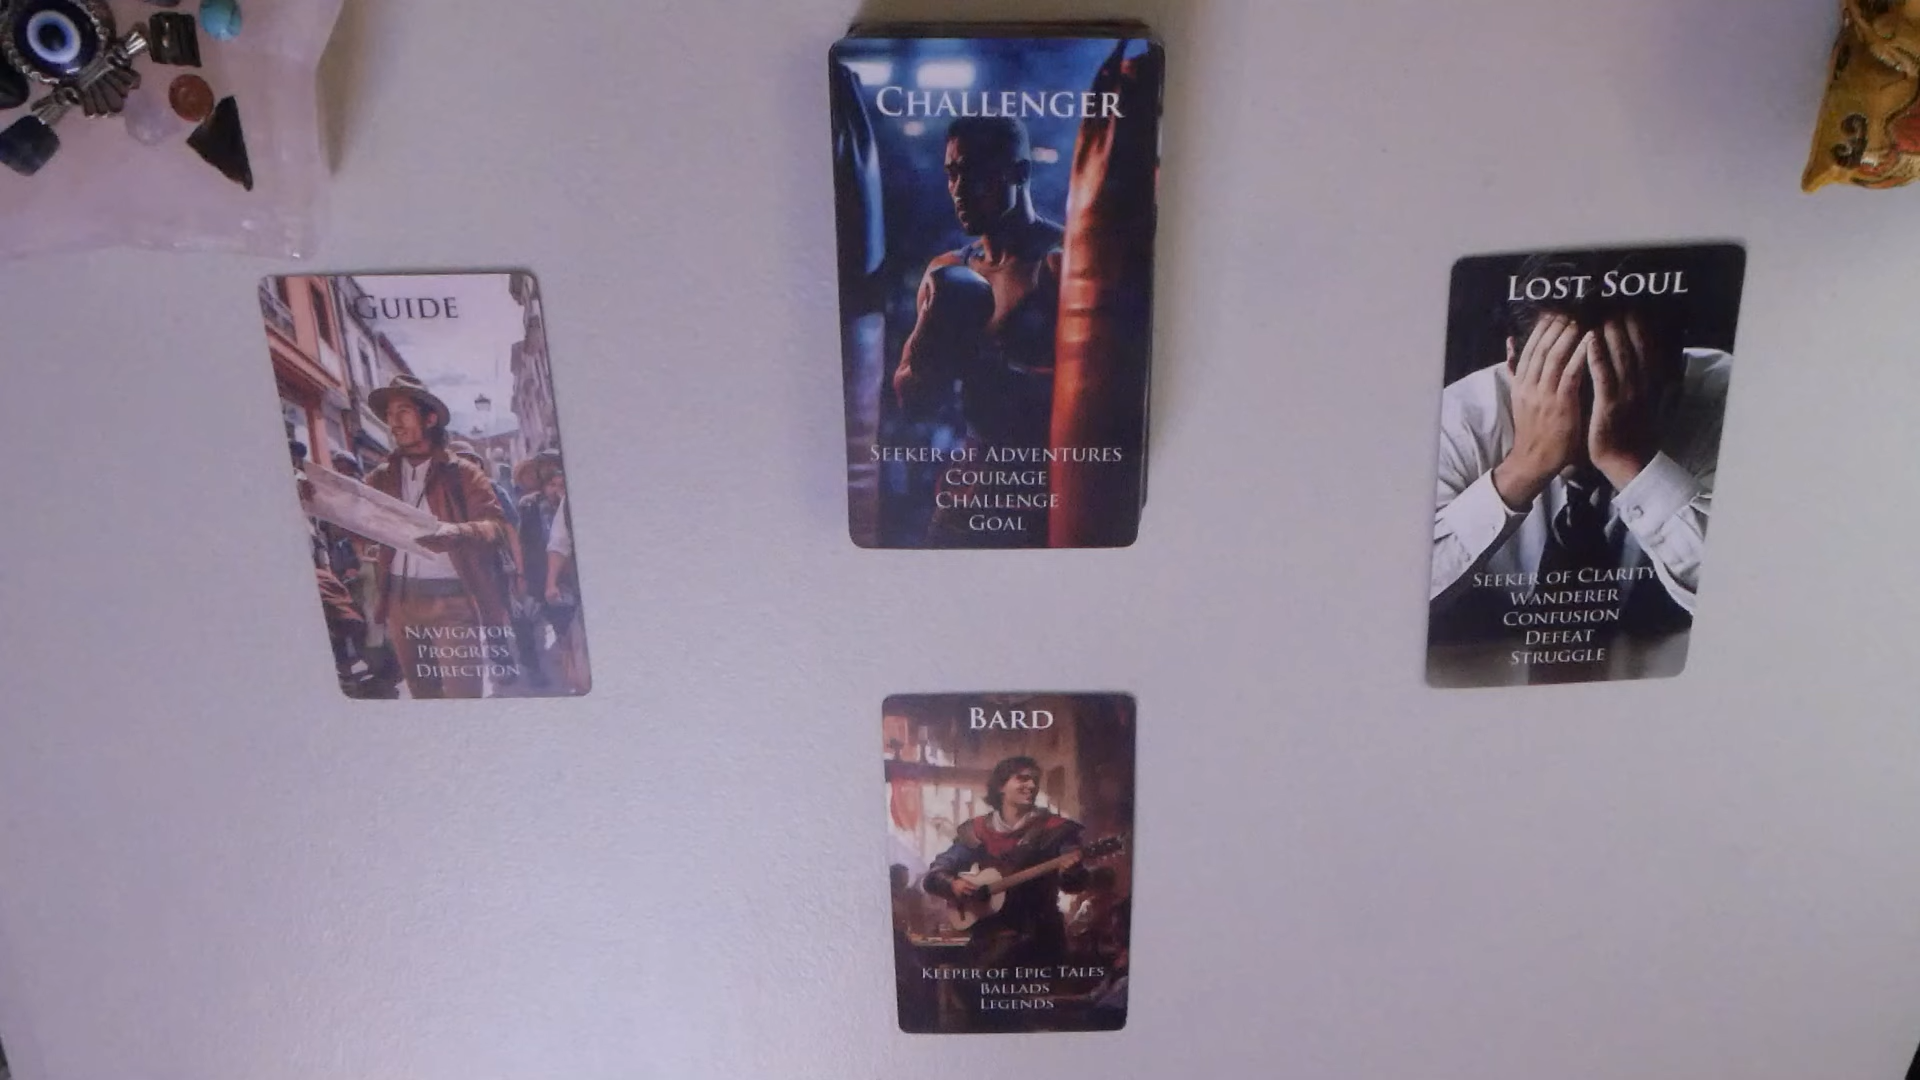 Challenger
Seeker of Adventures
Courage
Challenge
Goal
Guide
Navigator
Progress
Direction
Lost Soul
Seeker of Clarity
Wanderer
Confusion
Defeat
Struggle
Bard
Keeper of Epic Tales
Ballads
Legends